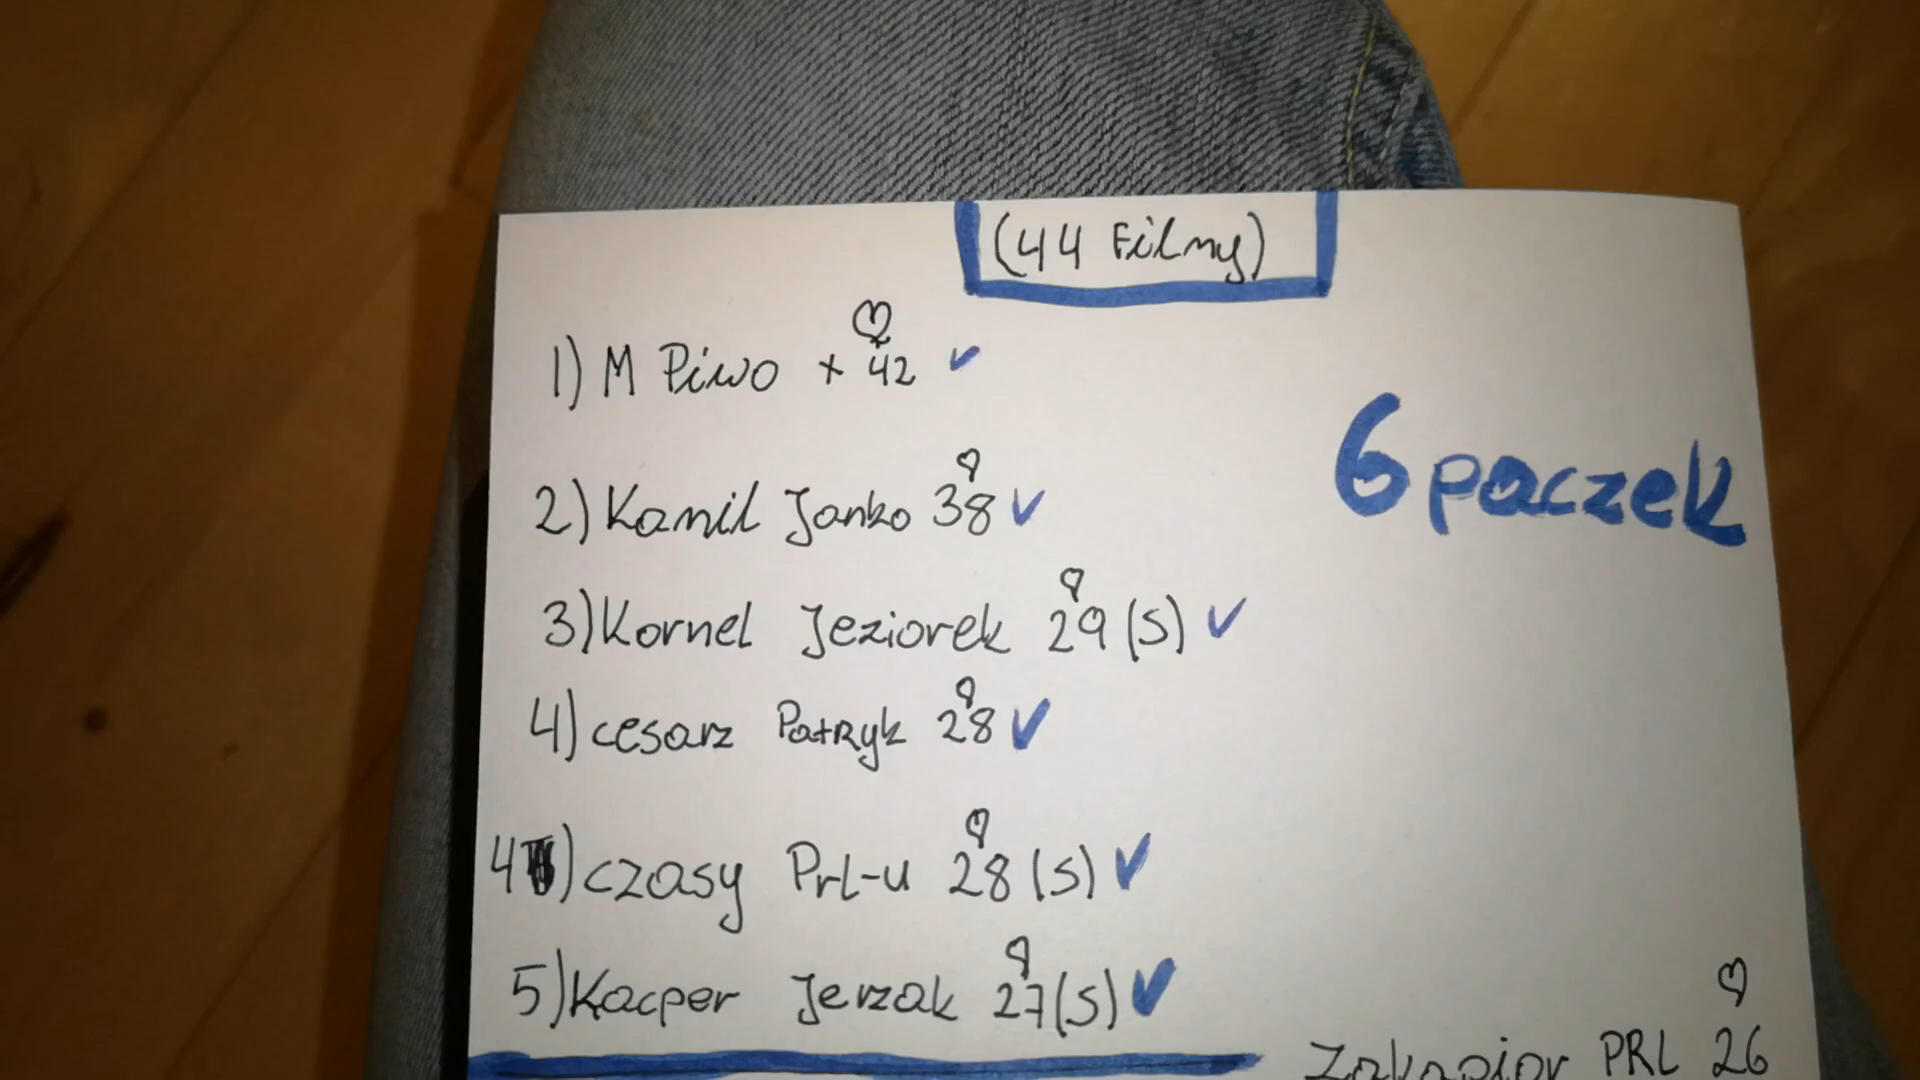 (44 Filmy)
1) M Piwo + 42
6 paczek
2) Kamil Janko 38
3) Kornel Jeziorek 29 (S)
4) cesarz Patryk 28
4) czasy Prl-u 28 (S)
5) Kacper Jerzak 27 (S)
Zakapior PRL 26